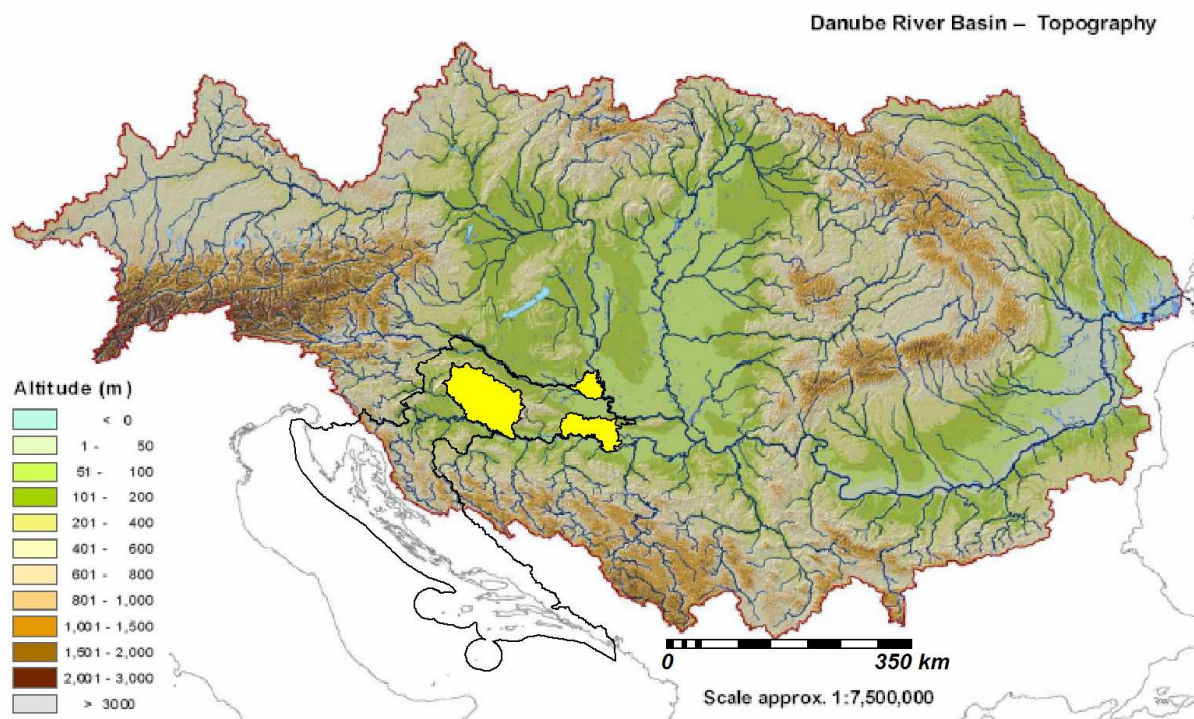 Danube River Basin – Topography
Altitude (m)
< 0
1 - 50
51 - 100
101 - 200
201 - 400
401 - 600
601 - 800
801 - 1,000
1,001 - 1,500
1,501 - 2,000
2,001 - 3,000
> 3000
0 350 km
Scale approx. 1:7,500,000